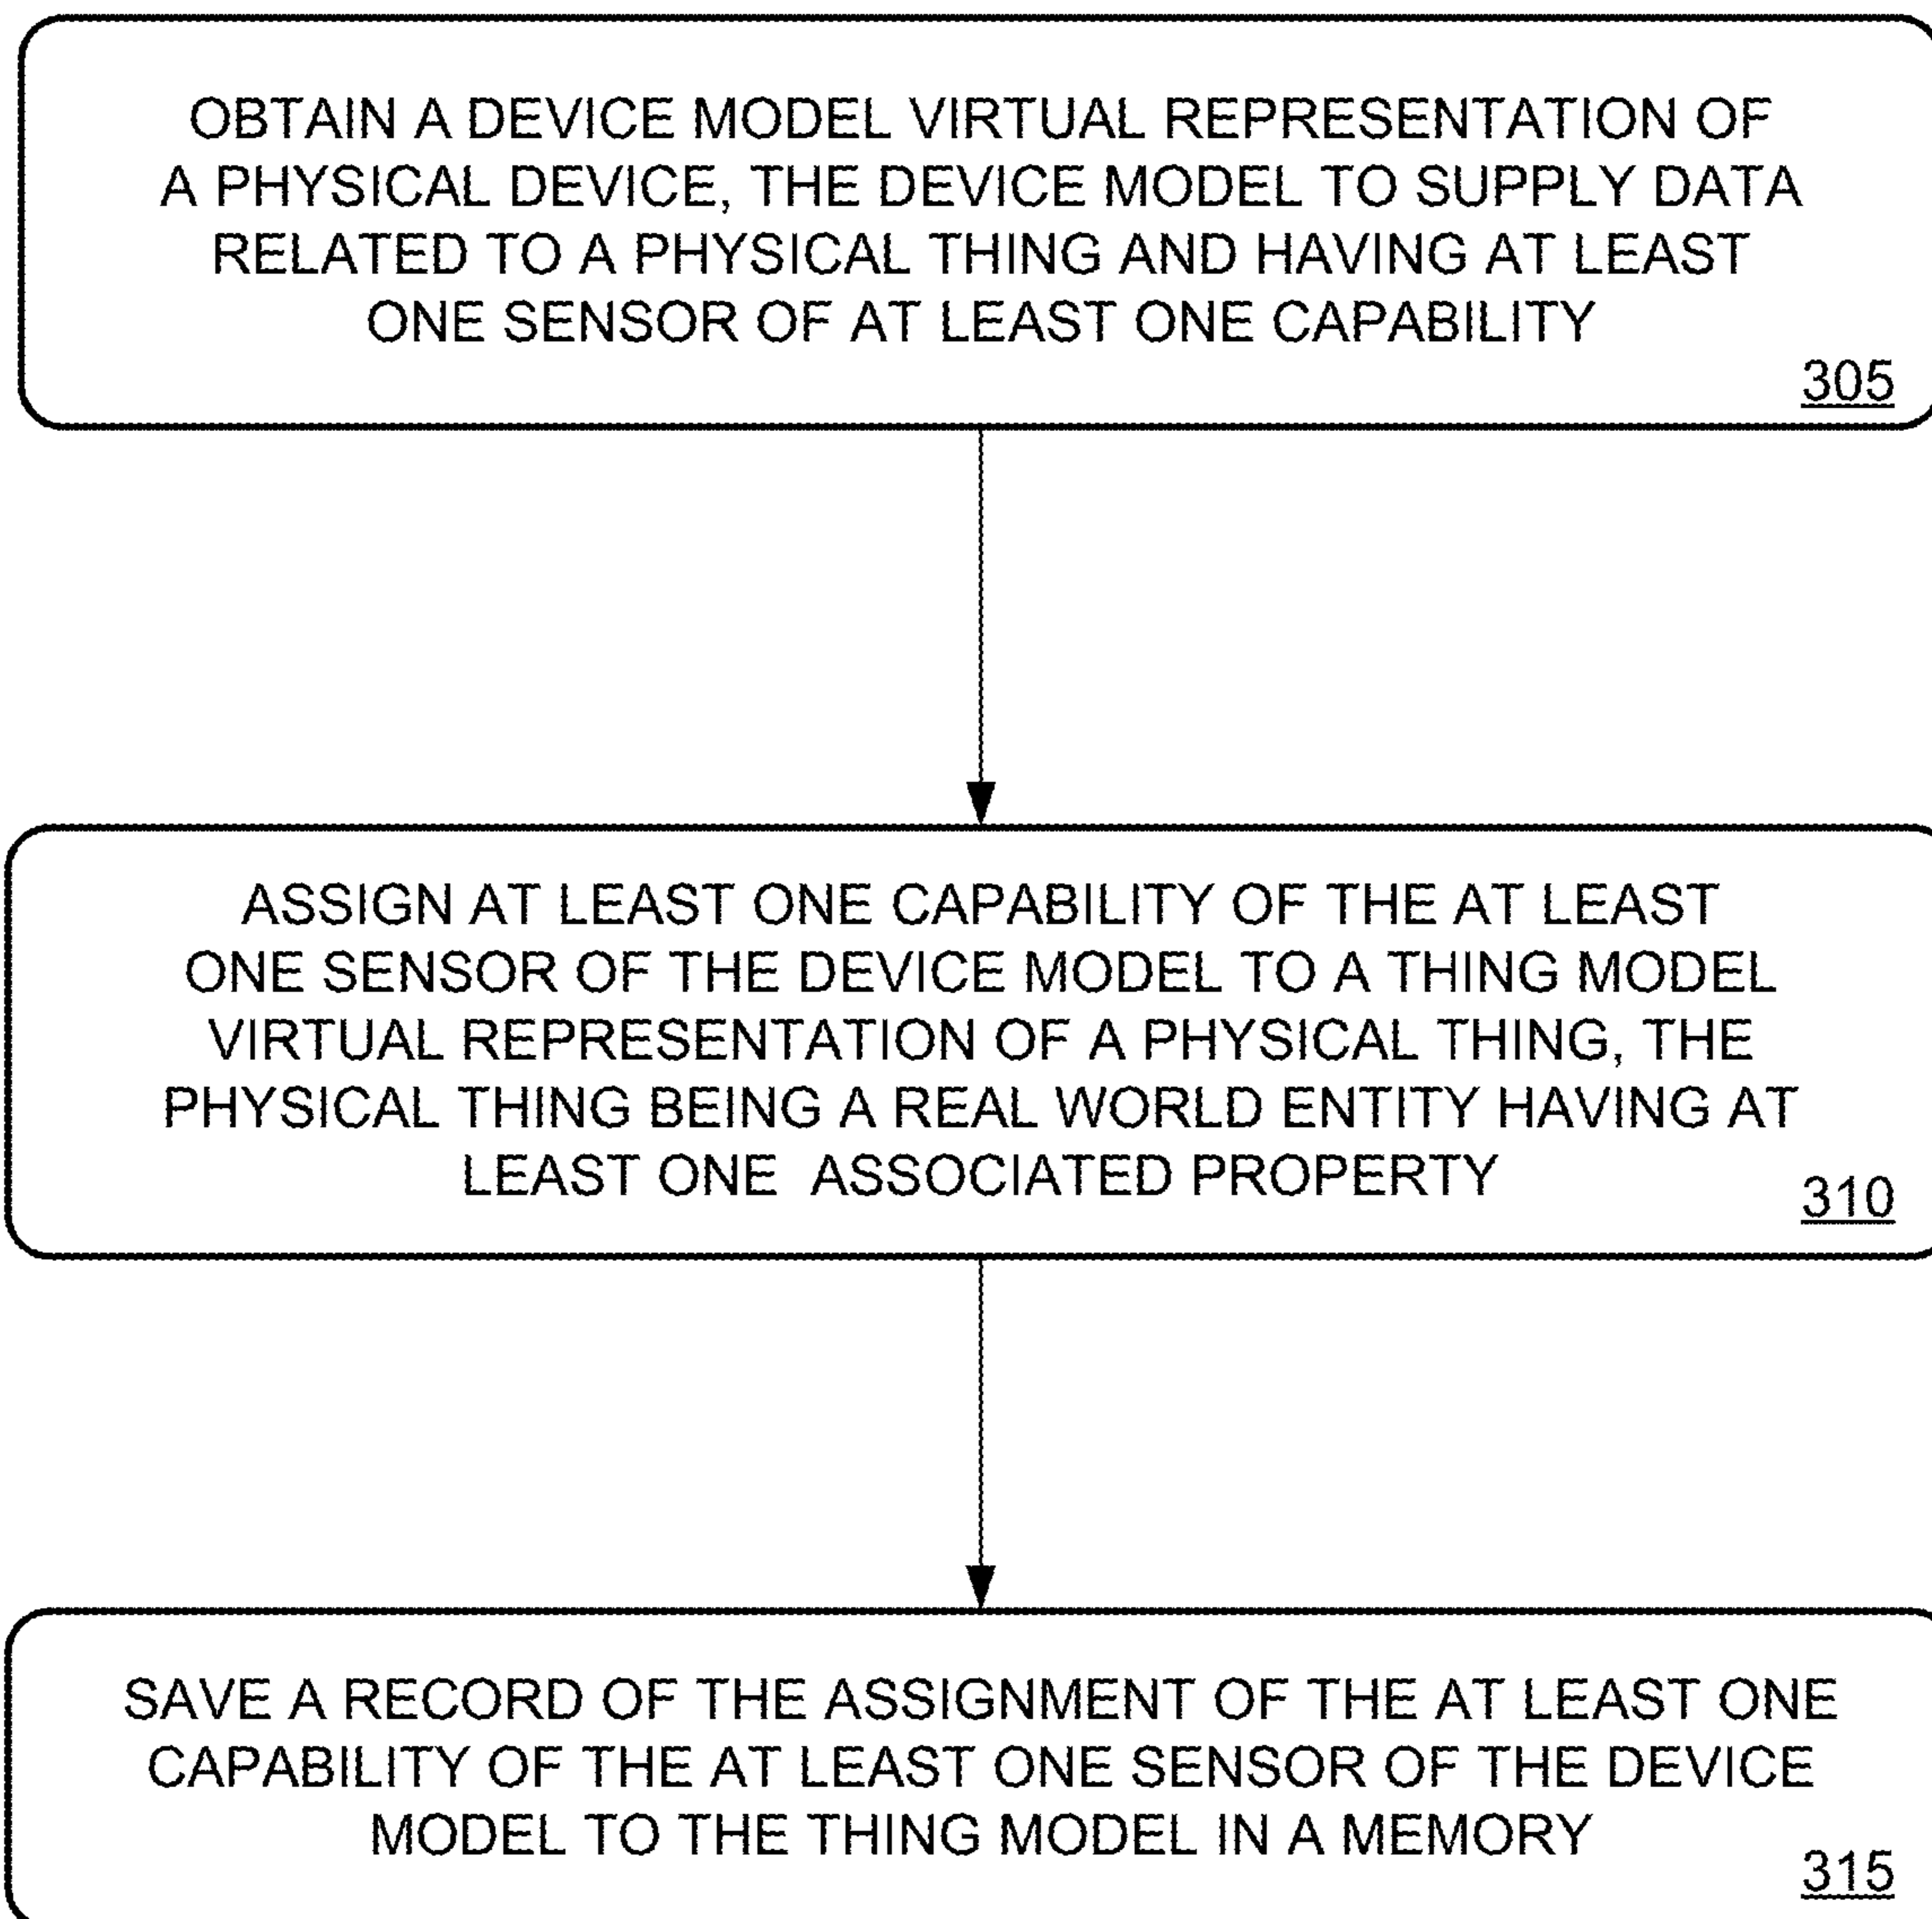 OBTAIN A DEVICE MODEL VIRTUAL REPRESENTATION OF
A PHYSICAL DEVICE, THE DEVICE MODEL TO SUPPLY DATA
RELATED TO A PHYSICAL THING AND HAVING AT LEAST
ONE SENSOR OF AT LEAST ONE CAPABILITY
305
ASSIGN AT LEAST ONE CAPABILITY OF THE AT LEAST
ONE SENSOR OF THE DEVICE MODEL TO A THING MODEL
VIRTUAL REPRESENTATION OF A PHYSICAL THING, THE
PHYSICAL THING BEING A REAL WORLD ENTITY HAVING AT
LEAST ONE ASSOCIATED PROPERTY
310
SAVE A RECORD OF THE ASSIGNMENT OF THE AT LEAST ONE
CAPABILITY OF THE AT LEAST ONE SENSOR OF THE DEVICE
MODEL TO THE THING MODEL IN A MEMORY
315